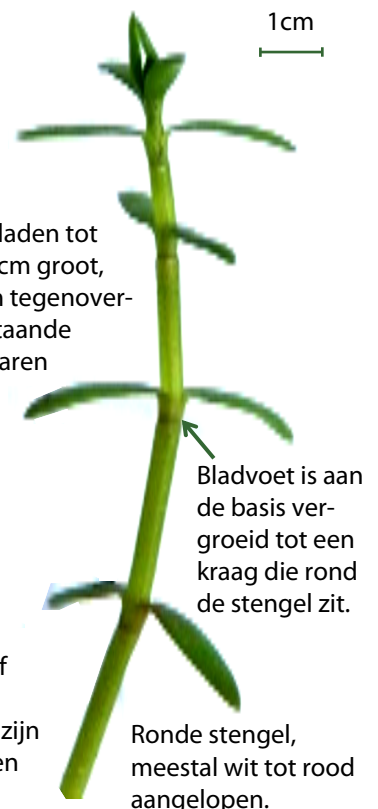 1cm
laden tot
cm groot,
n tegenover-
taande
aren
Bladvoet is aan
de basis ver-
groeid tot een
kraag die rond
de stengel zit.
f
zijn
en
Ronde stengel,
meestal wit tot rood
aangelopen.